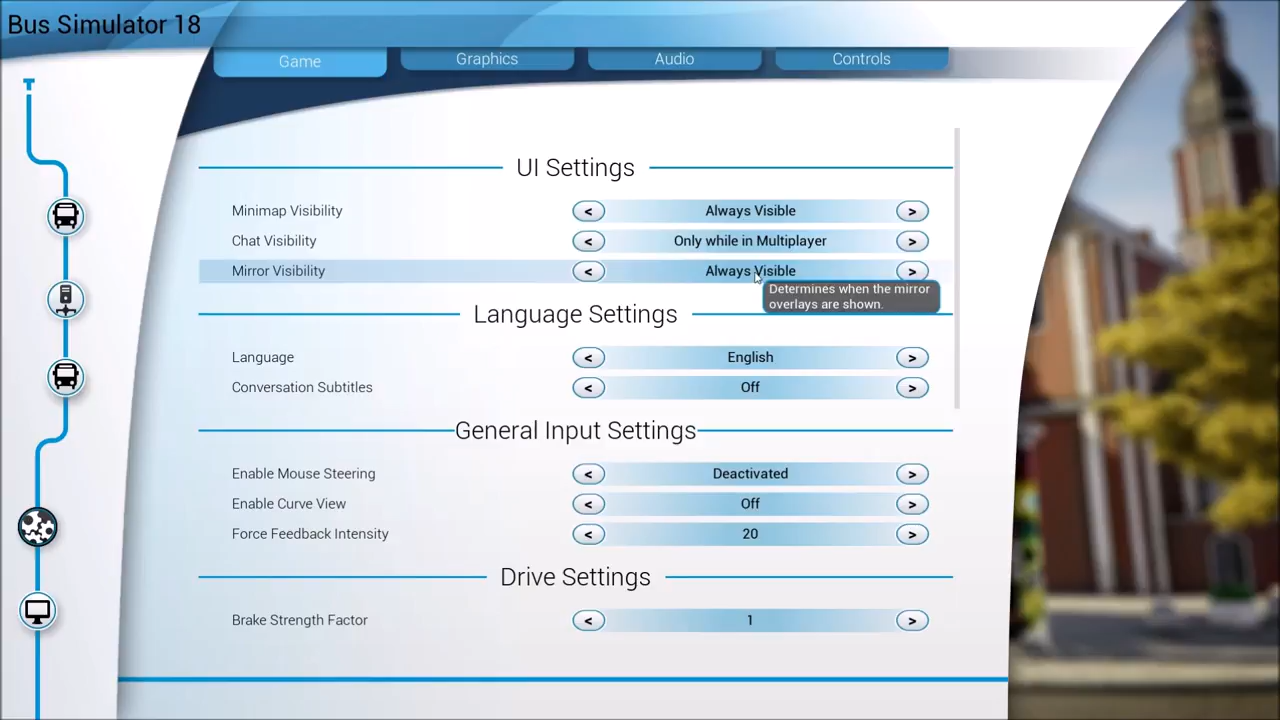 Bus Simulator 18
Game
Graphics
Audio
Controls
UI Settings
Minimap Visibility
< Always Visible >
Chat Visibility
< Only while in Multiplayer >
Mirror Visibility
< Always Visible >
Determines when the mirror
overlays are shown.
Language Settings
Language
< English >
Conversation Subtitles
< Off >
General Input Settings
Enable Mouse Steering
< Deactivated >
Enable Curve View
< Off >
Force Feedback Intensity
< 20 >
Drive Settings
Brake Strength Factor
< 1 >